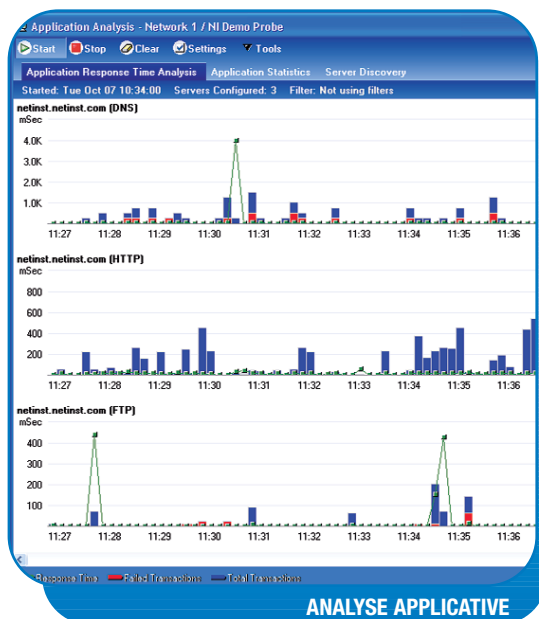 Application Analysis - Network 1 / NI Demo Probe
Start Stop Clear Settings Tools
Application Response Time Analysis Application Statistics Server Discovery
Started: Tue Oct 07 10:34:00 Servers Configured: 3 Filter: Not using filters
netinst.netinst.com (DNS)
mSec
4.0K
3.0K
2.0K
1.0K
11:27 11:28 11:29 11:30 11:31 11:32 11:33 11:34 11:35 11:36
netinst.netinst.com (HTTP)
mSec
800
600
400
200
11:27 11:28 11:29 11:30 11:31 11:32 11:33 11:34 11:35 11:36
netinst.netinst.com (FTP)
mSec
400
300
200
100
11:27 11:28 11:29 11:30 11:31 11:32 11:33 11:34 11:35 11:36
Response Time Failed Transactions Total Transactions
ANALYSE APPLICATIVE